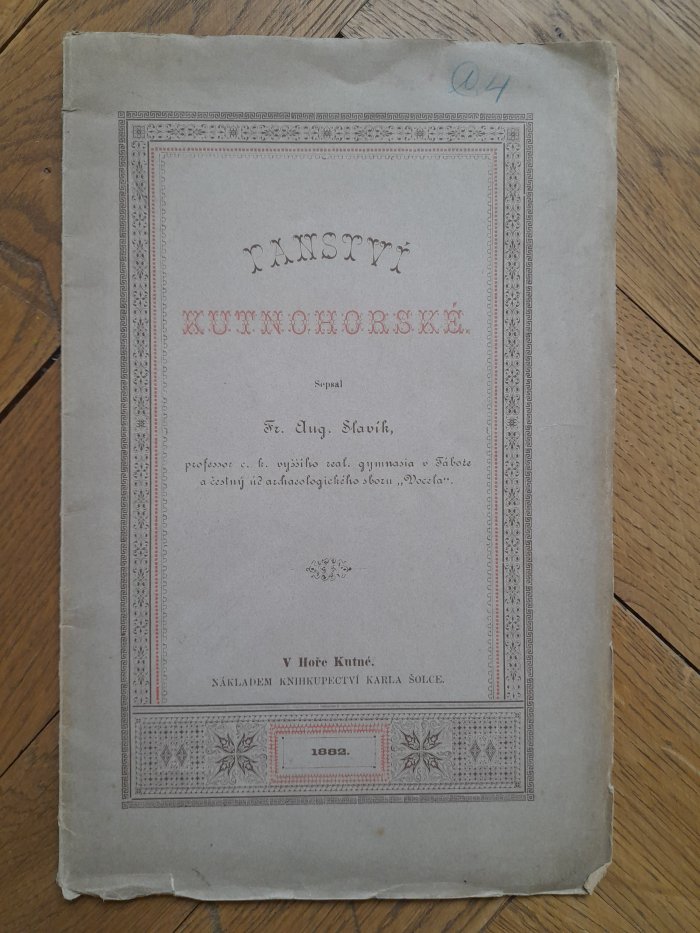 PANSTVÍ
KUTNOHORSKÉ.
Sepsal
Fr. Aug. Slavík,
professor c. k. vyššího real. gymnasia v Táboře
a čestný úd archaeologického sboru „Vocela“.
V Hoře Kutné.
NÁKLADEM KNIHKUPECTVÍ KARLA ŠOLCE.
1882.